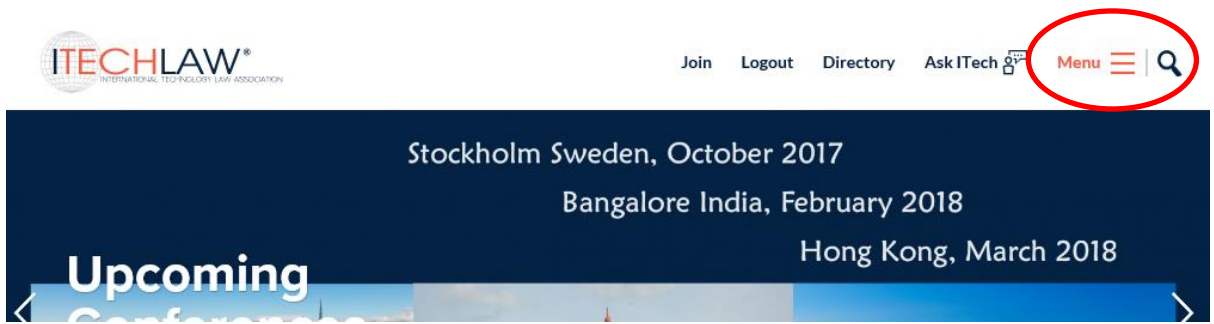 ITECHLAW®
INTERNATIONAL TECHNOLOGY LAW ASSOCIATION
Join Logout Directory Ask ITech Menu
Stockholm Sweden, October 2017
Bangalore India, February 2018
Hong Kong, March 2018
Upcoming
Conferences